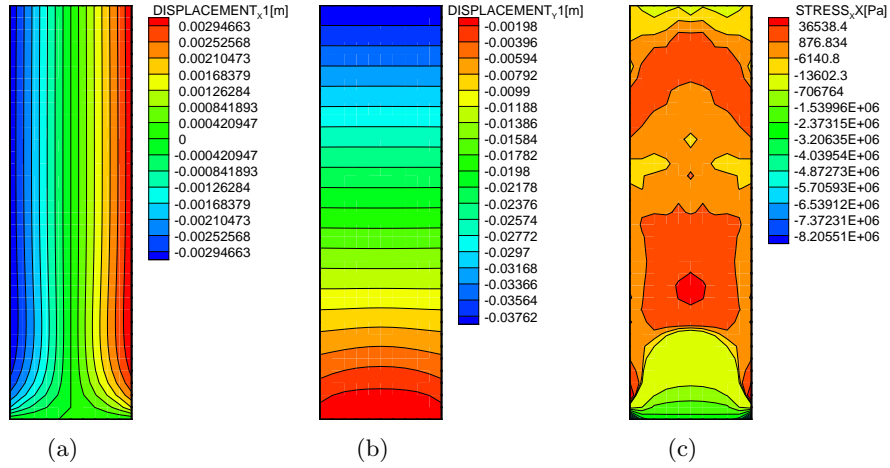 DISPLACEMENT_X1[m]
0.00294663
0.00252568
0.00210473
0.00168379
0.00126284
0.000841893
0.000420947
0
-0.000420947
-0.000841893
-0.00126284
-0.00168379
-0.00210473
-0.00252568
-0.00294663
(a)
DISPLACEMENT_Y1[m]
-0.00198
-0.00396
-0.00594
-0.00792
-0.0099
-0.01188
-0.01386
-0.01584
-0.01782
-0.0198
-0.02178
-0.02376
-0.02574
-0.02772
-0.0297
-0.03168
-0.03366
-0.03564
-0.03762
(b)
STRESS_XX[Pa]
36538.4
876.834
-6140.8
-13602.3
-706764
-1.53996E+06
-2.37315E+06
-3.20635E+06
-4.03954E+06
-4.87273E+06
-5.70593E+06
-6.53912E+06
-7.37231E+06
-8.20551E+06
(c)